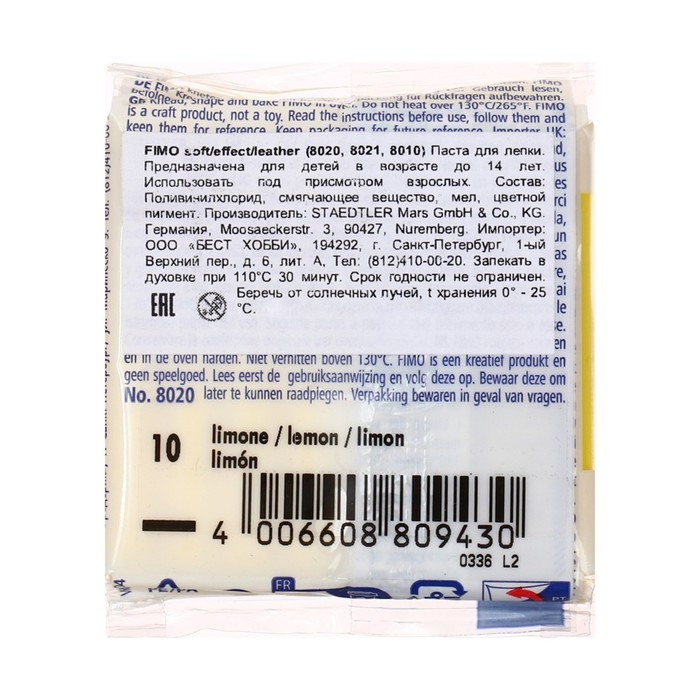 Gebrauch lesen,
für Rückfragen aufbewahren.
GB Knead, shape and bake FIMO in oven. Do not heat over 130°C/265°F. FIMO
is a craft product, not a toy. Read the instructions before use, follow them and
keep them for reference. Keep packaging for future reference. Importer UK:
FIMO soft/effect/leather (8020, 8021, 8010) Паста для лепки.
Предназначена для детей в возрасте до 14 лет.
Использовать под присмотром взрослых. Состав:
Поливинилхлорид, смягчающее вещество, мел, цветной
пигмент. Производитель: STAEDTLER Mars GmbH & Co., KG.
Германия, Moosaeckerstr. 3, 90427, Nuremberg. Импортер:
ООО «БЕСТ ХОББИ», 194292, г. Санкт-Петербург, 1-ый
Верхний пер., д. 6, лит. А, Тел: (812)410-00-20. Запекать в
духовке при 110°С 30 минут. Срок годности не ограничен.
EAC Беречь от солнечных лучей, t хранения 0° - 25
°С.
en in de oven harden. Niet verhitten boven 130°C. FIMO is een kreatief produkt en
geen speelgoed. Lees eerst de gebruiksaanwijzing en volg deze op. Bewaar deze om
No. 8020 later te kunnen raadplegen. Verpakking bewaren in geval van vragen.
10 limone / lemon / limon
limón
4 006608 809430
0336 L2
FR